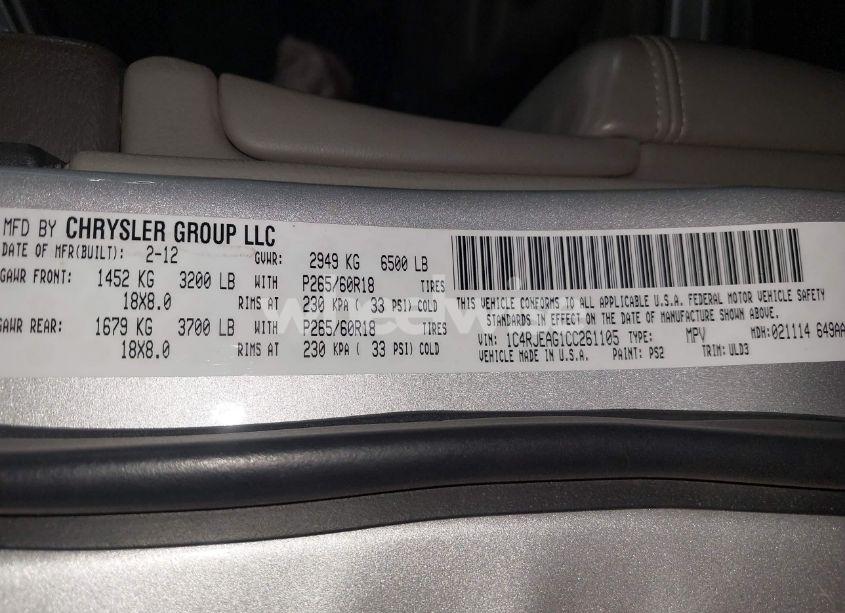 MFD BY CHRYSLER GROUP LLC
DATE OF MFR(BUILT): 2-12 GVWR: 2949 KG 6500 LB
GAWR FRONT: 1452 KG 3200 LB WITH P265/60R18 TIRES
18X8.0 RIMS AT 230 KPA ( 33 PSI) COLD
GAWR REAR: 1679 KG 3700 LB WITH P265/60R18 TIRES
18X8.0 RIMS AT 230 KPA ( 33 PSI) COLD
THIS VEHICLE CONFORMS TO ALL APPLICABLE U.S.A. FEDERAL MOTOR VEHICLE SAFETY
STANDARDS IN EFFECT ON THE DATE OF MANUFACTURE SHOWN ABOVE.
VIN: 1C4RJEAG1CC261105 TYPE: MPV MDH:021114 649AA
VEHICLE MADE IN U.S.A. PAINT: PS2 TRIM: ULD3